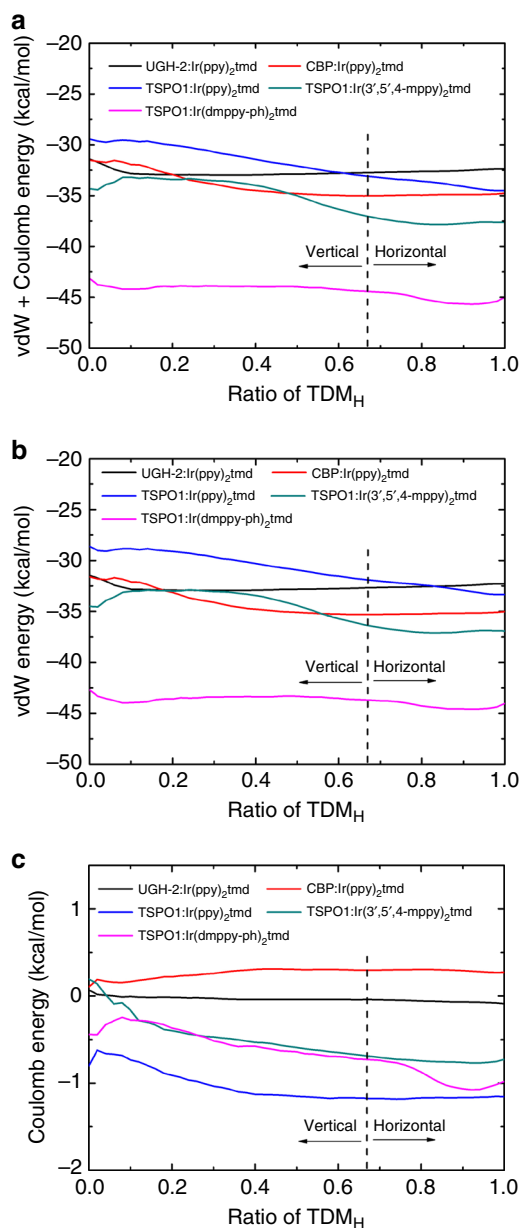 a
−20
UGH-2:Ir(ppy)₂tmd CBP:Ir(ppy)₂tmd
TSPO1:Ir(ppy)₂tmd TSPO1:Ir(3′,5′,4-mppy)₂tmd
TSPO1:Ir(dmppy-ph)₂tmd
−25
−30
−35
−40
−45
−50
vdW + Coulomb energy (kcal/mol)
Vertical Horizontal
0.0 0.2 0.4 0.6 0.8 1.0
Ratio of TDM_H
b
−20
UGH-2:Ir(ppy)₂tmd CBP:Ir(ppy)₂tmd
TSPO1:Ir(ppy)₂tmd TSPO1:Ir(3′,5′,4-mppy)₂tmd
TSPO1:Ir(dmppy-ph)₂tmd
−25
−30
−35
−40
−45
−50
vdW energy (kcal/mol)
Vertical Horizontal
0.0 0.2 0.4 0.6 0.8 1.0
Ratio of TDM_H
c
UGH-2:Ir(ppy)₂tmd CBP:Ir(ppy)₂tmd
TSPO1:Ir(ppy)₂tmd TSPO1:Ir(3′,5′,4-mppy)₂tmd
TSPO1:Ir(dmppy-ph)₂tmd
1
0
−1
−2
Coulomb energy (kcal/mol)
Vertical Horizontal
0.0 0.2 0.4 0.6 0.8 1.0
Ratio of TDM_H